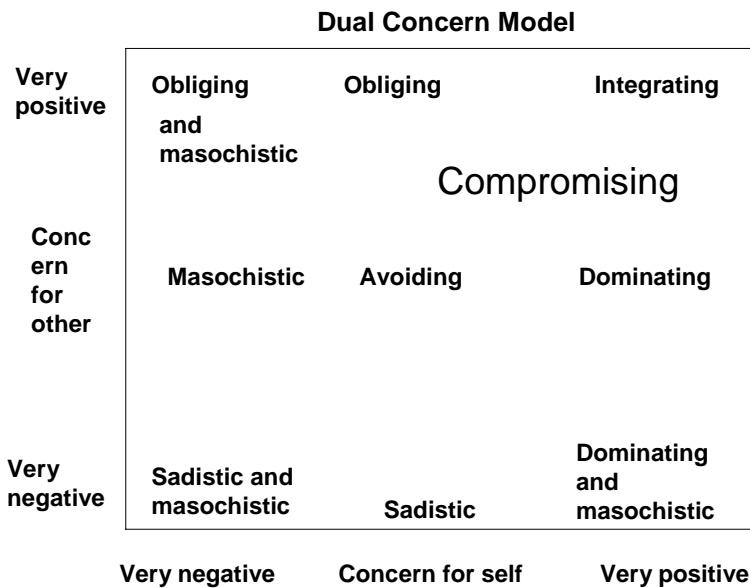 Dual Concern Model
Very
positive
Obliging
and
masochistic
Obliging
Integrating
Compromising
Conc
ern
for
other
Masochistic
Avoiding
Dominating
Very
negative
Sadistic and
masochistic
Sadistic
Dominating
and
masochistic
Very negative
Concern for self
Very positive